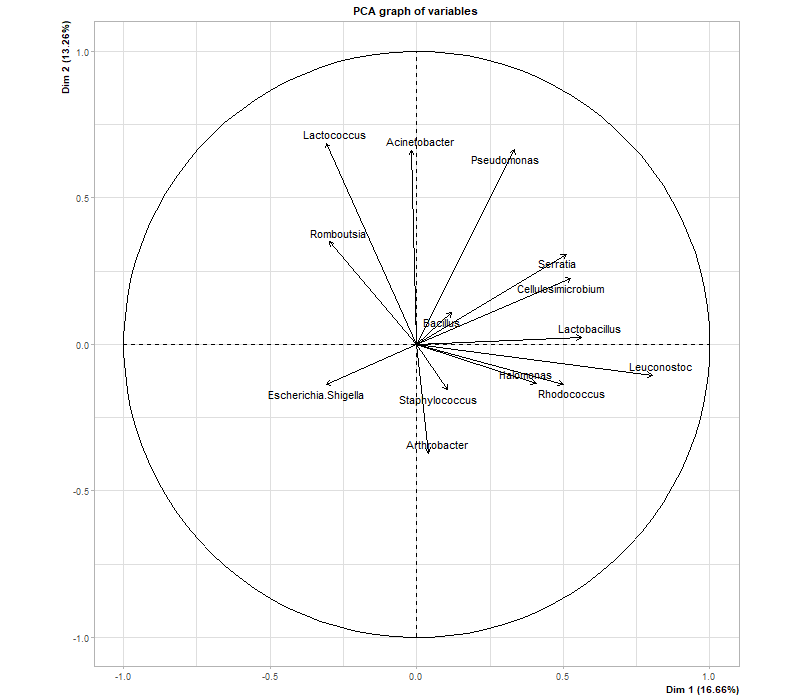 PCA graph of variables
Dim 2 (13.26%)
1.0
Lactococcus
Acinetobacter
Pseudomonas
0.5
Romboutsia
Serratia
Cellulosimicrobium
Bacillus
Lactobacillus
0.0
Leuconostoc
Halomonas
Escherichia.Shigella
Staphylococcus
Rhodococcus
Arthrobacter
-0.5
-1.0
-1.0 -0.5 0.0 0.5 1.0
Dim 1 (16.66%)